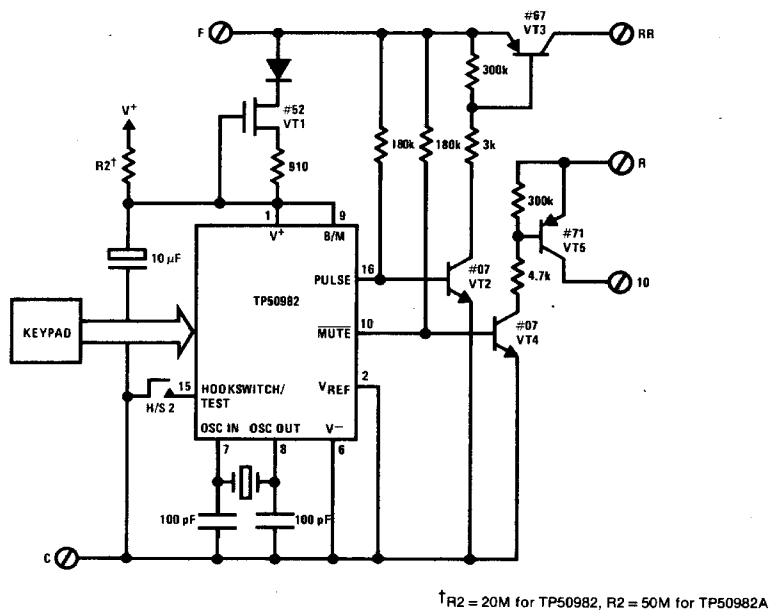 F
#67
VT3
RR
300k
V+
#52
VT1
R2†
910
180k
180k
3k
R
300k
1
9
V+
B/M
#71
VT5
10 µF
PULSE
16
#07
VT2
4.7k
10
TP50982
KEYPAD
MUTE
10
#07
VT4
2
VREF
15
HOOKSWITCH/
TEST
H/S 2
OSC IN
OSC OUT
V−
7
8
6
100 pF
100 pF
C
†R2 = 20M for TP50982, R2 = 50M for TP50982A